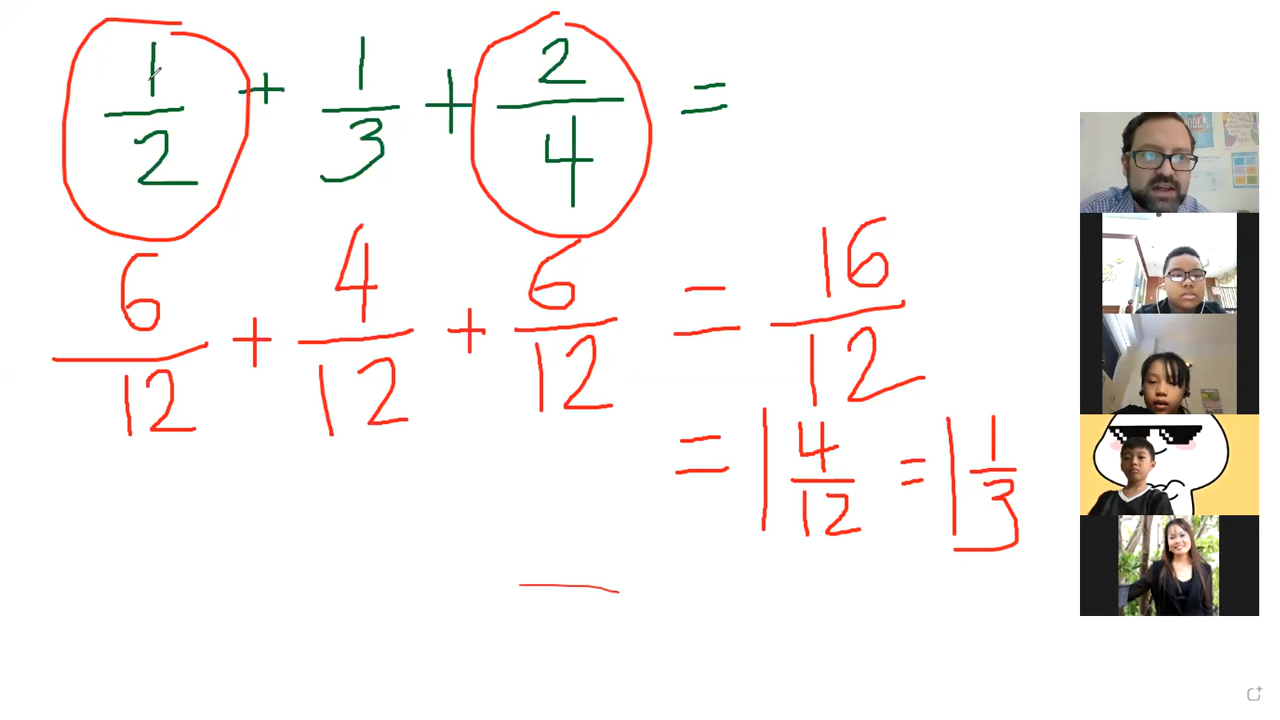 1/2 + 1/3 + 2/4 =
6/12 + 4/12 + 6/12 = 16/12
= 1 4/12 = 1 1/3